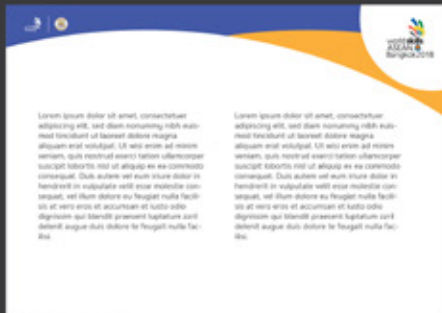 worldskills
ASEAN
Bangkok2018
Lorem ipsum dolor sit amet, consectetuer
adipiscing elit, sed diam nonummy nibh euis-
mod tincidunt ut laoreet dolore magna
aliquam erat volutpat. Ut wisi enim ad minim
veniam, quis nostrud exerci tation ullamcorper
suscipit lobortis nisl ut aliquip ex ea commodo
consequat. Duis autem vel eum iriure dolor in
hendrerit in vulputate velit esse molestie con-
sequat, vel illum dolore eu feugiat nulla facili-
sis at vero eros et accumsan et iusto odio
dignissim qui blandit praesent luptatum zzril
delenit augue duis dolore te feugait nulla fac-
ilisi.
Lorem ipsum dolor sit amet, consectetuer
adipiscing elit, sed diam nonummy nibh euis-
mod tincidunt ut laoreet dolore magna
aliquam erat volutpat. Ut wisi enim ad minim
veniam, quis nostrud exerci tation ullamcorper
suscipit lobortis nisl ut aliquip ex ea commodo
consequat. Duis autem vel eum iriure dolor in
hendrerit in vulputate velit esse molestie con-
sequat, vel illum dolore eu feugiat nulla facili-
sis at vero eros et accumsan et iusto odio
dignissim qui blandit praesent luptatum zzril
delenit augue duis dolore te feugait nulla fac-
ilisi.